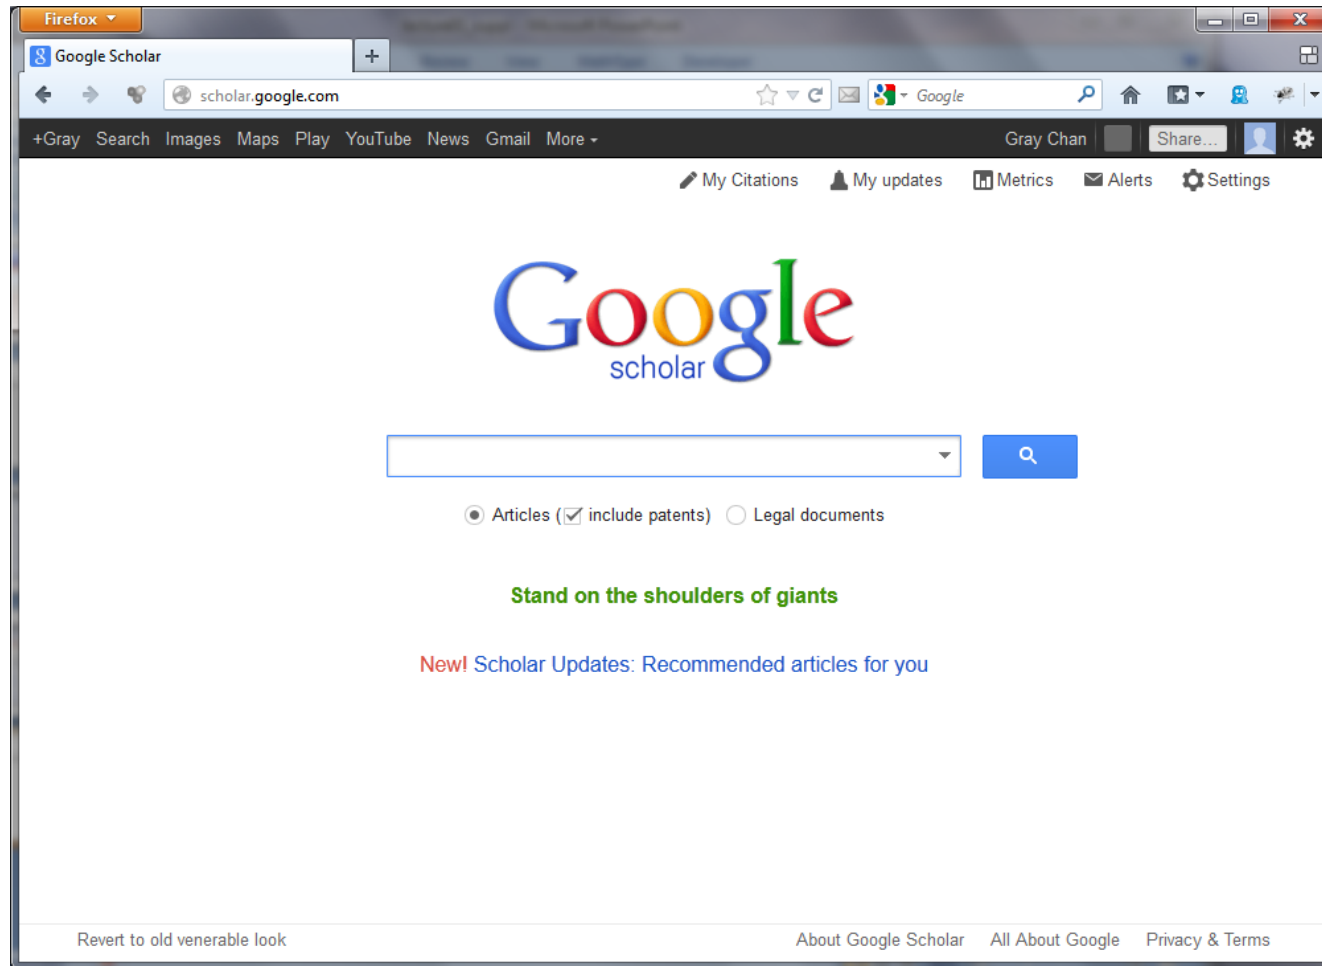 Firefox
Google Scholar
scholar.google.com
Google
+Gray Search Images Maps Play YouTube News Gmail More
Gray Chan Share...
My Citations My updates Metrics Alerts Settings
Google
scholar
Articles ( include patents) Legal documents
Stand on the shoulders of giants
New! Scholar Updates: Recommended articles for you
Revert to old venerable look About Google Scholar All About Google Privacy & Terms